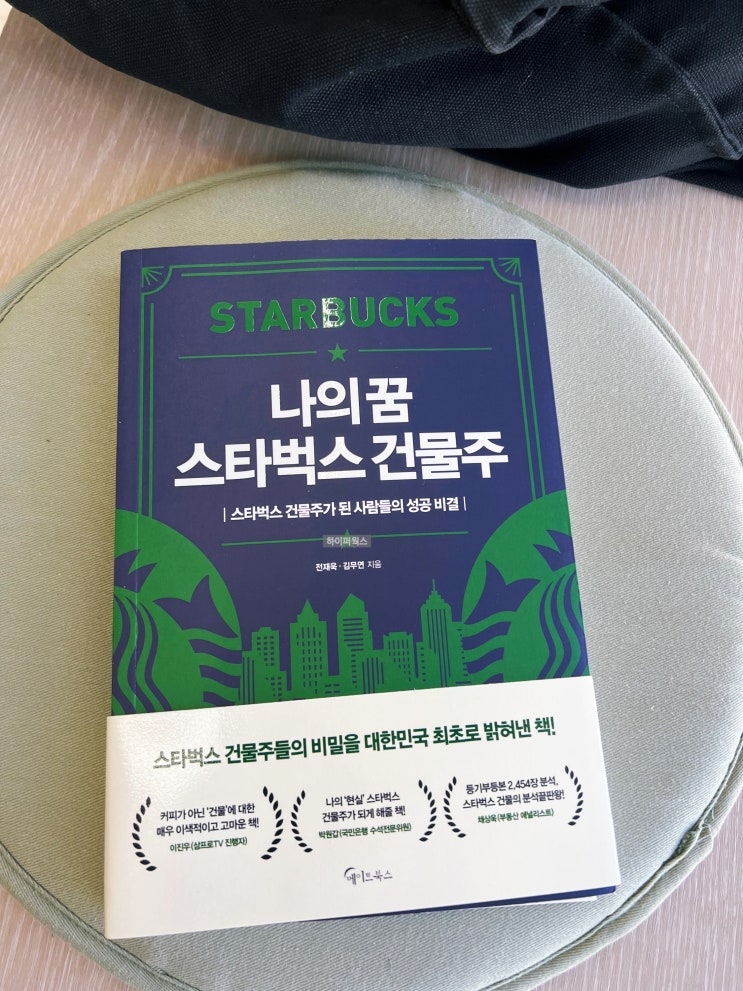 STARBUCKS
나의 꿈
스타벅스 건물주
스타벅스 건물주가 된 사람들의 성공 비결
하이퍼웍스
전재욱 · 김무연 지음
스타벅스 건물주들의 비밀을 대한민국 최초로 밝혀낸 책!
커피가 아닌 '건물'에 대한
매우 이색적이고 고마운 책!
이진우(삼프로TV 진행자)
나의 '현실' 스타벅스
건물주가 되게 해줄 책!
박원갑(국민은행 수석전문위원)
등기부등본 2,454장 분석,
스타벅스 건물의 분석끝판왕!
채상욱(부동산 애널리스트)
메이트북스